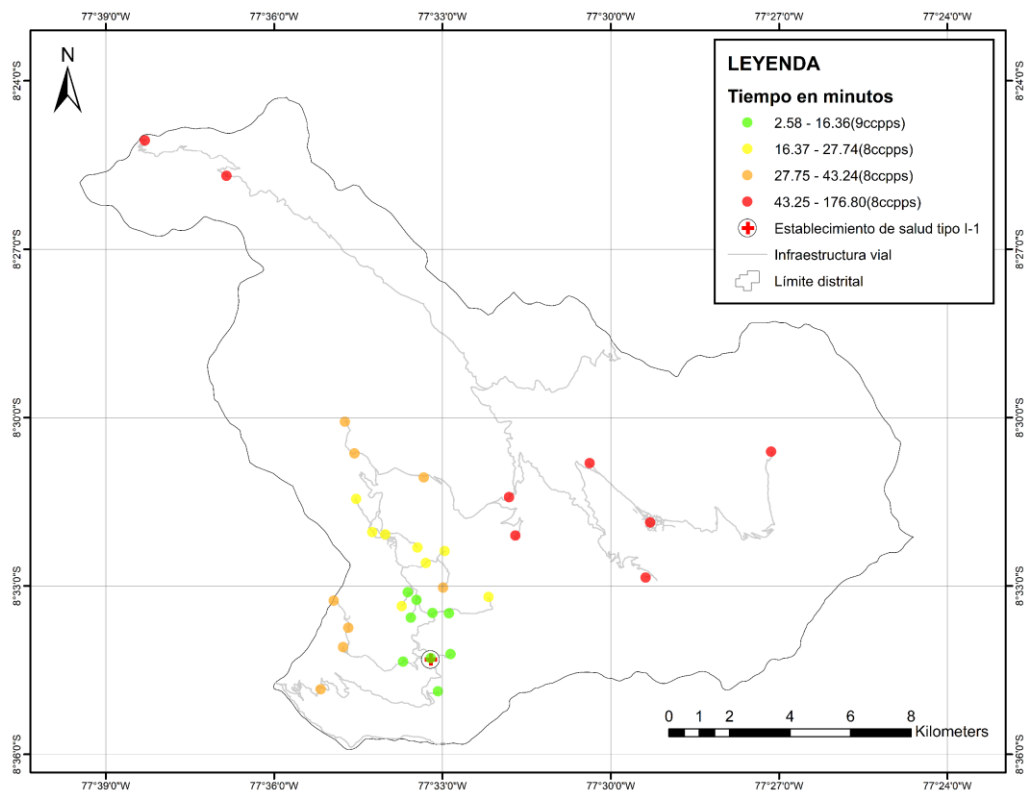 77°39'0"W 77°36'0"W 77°33'0"W 77°30'0"W 77°27'0"W 77°24'0"W
N
LEYENDA
Tiempo en minutos
2.58 - 16.36(9ccpps)
16.37 - 27.74(8ccpps)
27.75 - 43.24(8ccpps)
43.25 - 176.80(8ccpps)
Establecimiento de salud tipo I-1
Infraestructura vial
Límite distrital
8°24'0"S 8°24'0"S
8°27'0"S 8°27'0"S
8°30'0"S 8°30'0"S
8°33'0"S 8°33'0"S
0 1 2 4 6 8
Kilometers
8°36'0"S 8°36'0"S
77°39'0"W 77°36'0"W 77°33'0"W 77°30'0"W 77°27'0"W 77°24'0"W